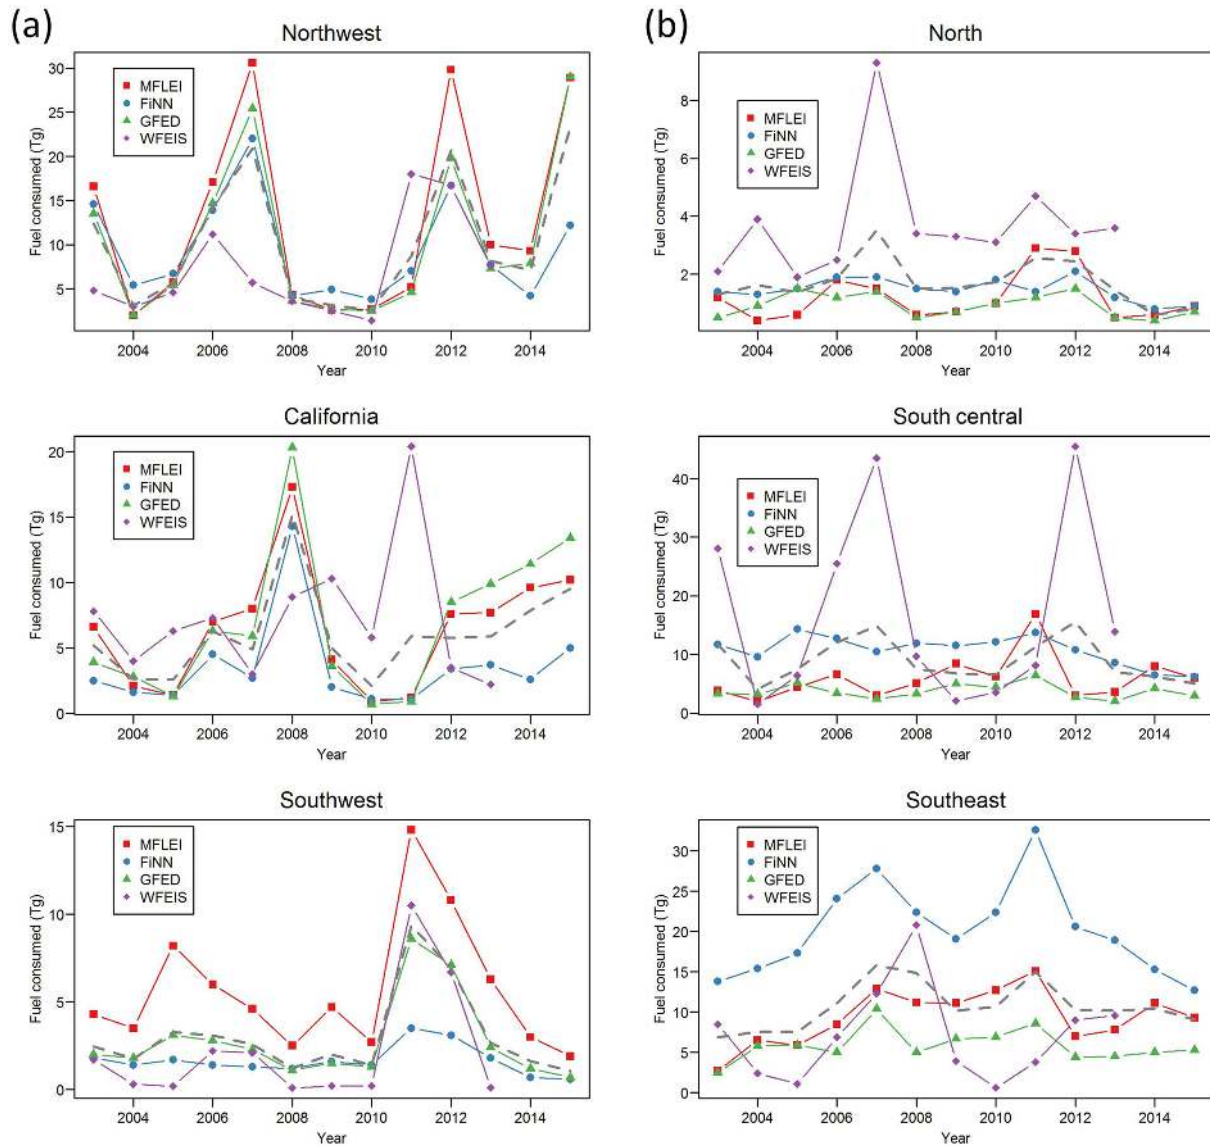 (a)
Northwest
Fuel consumed (Tg)
30
25
20
15
10
5
MFLEI
FiNN
GFED
WFEIS
2004 2006 2008 2010 2012 2014
Year
California
Fuel consumed (Tg)
20
15
10
5
0
MFLEI
FiNN
GFED
WFEIS
2004 2006 2008 2010 2012 2014
Year
Southwest
Fuel consumed (Tg)
15
10
5
0
MFLEI
FiNN
GFED
WFEIS
2004 2006 2008 2010 2012 2014
Year
(b)
North
Fuel consumed (Tg)
8
6
4
2
MFLEI
FiNN
GFED
WFEIS
2004 2006 2008 2010 2012 2014
Year
South central
Fuel consumed (Tg)
40
30
20
10
0
MFLEI
FiNN
GFED
WFEIS
2004 2006 2008 2010 2012 2014
Year
Southeast
Fuel consumed (Tg)
30
25
20
15
10
5
0
MFLEI
FiNN
GFED
WFEIS
2004 2006 2008 2010 2012 2014
Year